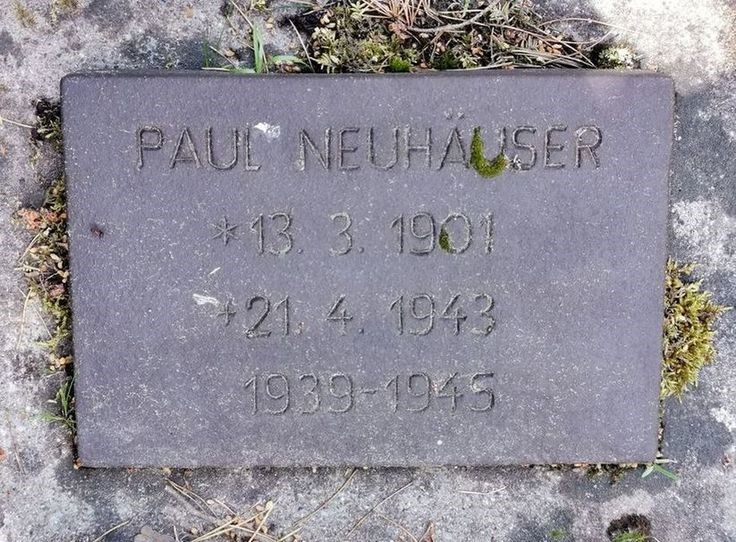 PAUL NEUHÄUSER
*13. 3. 1901
+21. 4. 1943
1939-1945